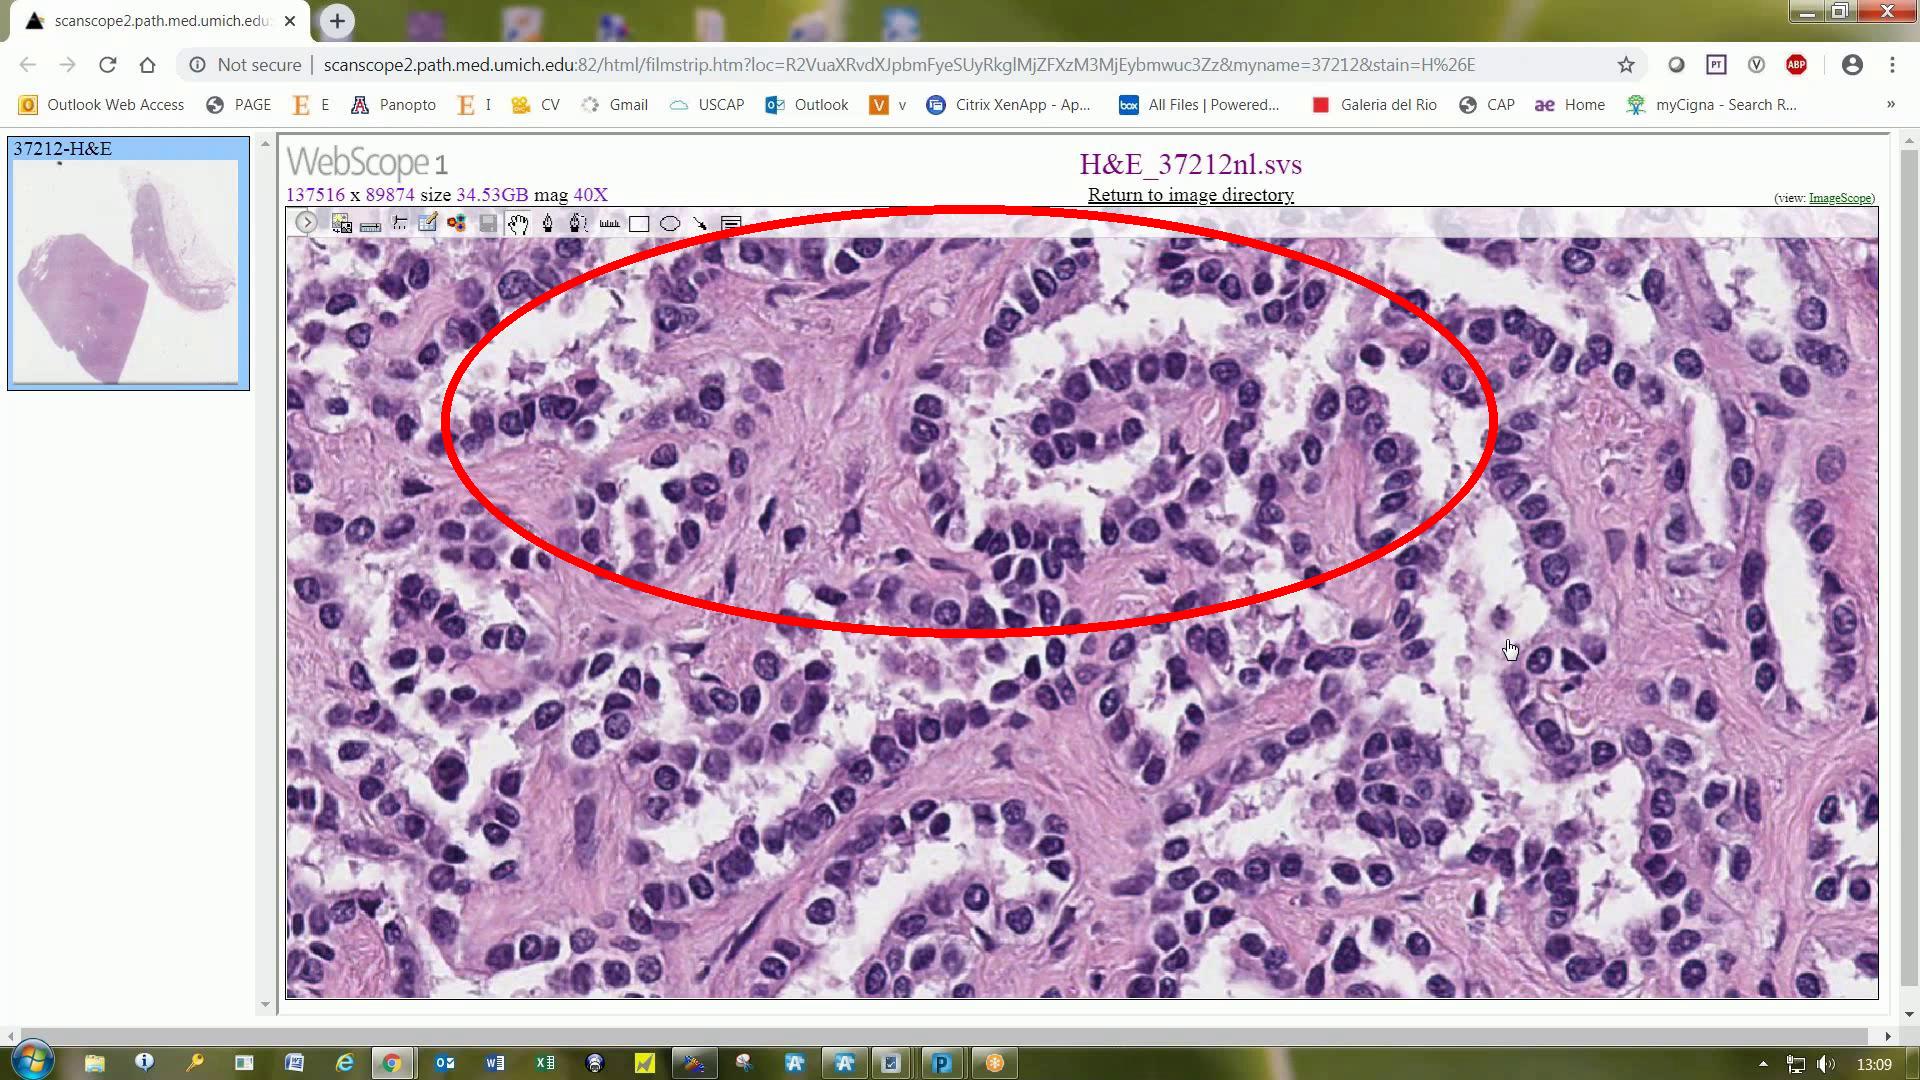 scanscope2.path.med.umich.edu:
Not secure | scanscope2.path.med.umich.edu:82/html/filmstrip.htm?loc=R2VuaXRvdXJpbmFyeSUyRkglMjZFXzM3MjEybmwuc3Zz&myname=37212&stain=H%26E
PT ABP
Outlook Web Access PAGE E Panopto I CV Gmail USCAP Outlook v Citrix XenApp - Ap... All Files | Powered... Galeria del Rio CAP Home myCigna - Search R... »
37212-H&E
WebScope 1
H&E_37212nl.svs
137516 x 89874 size 34.53GB mag 40X
Return to image directory
(view: ImageScope)
13:09